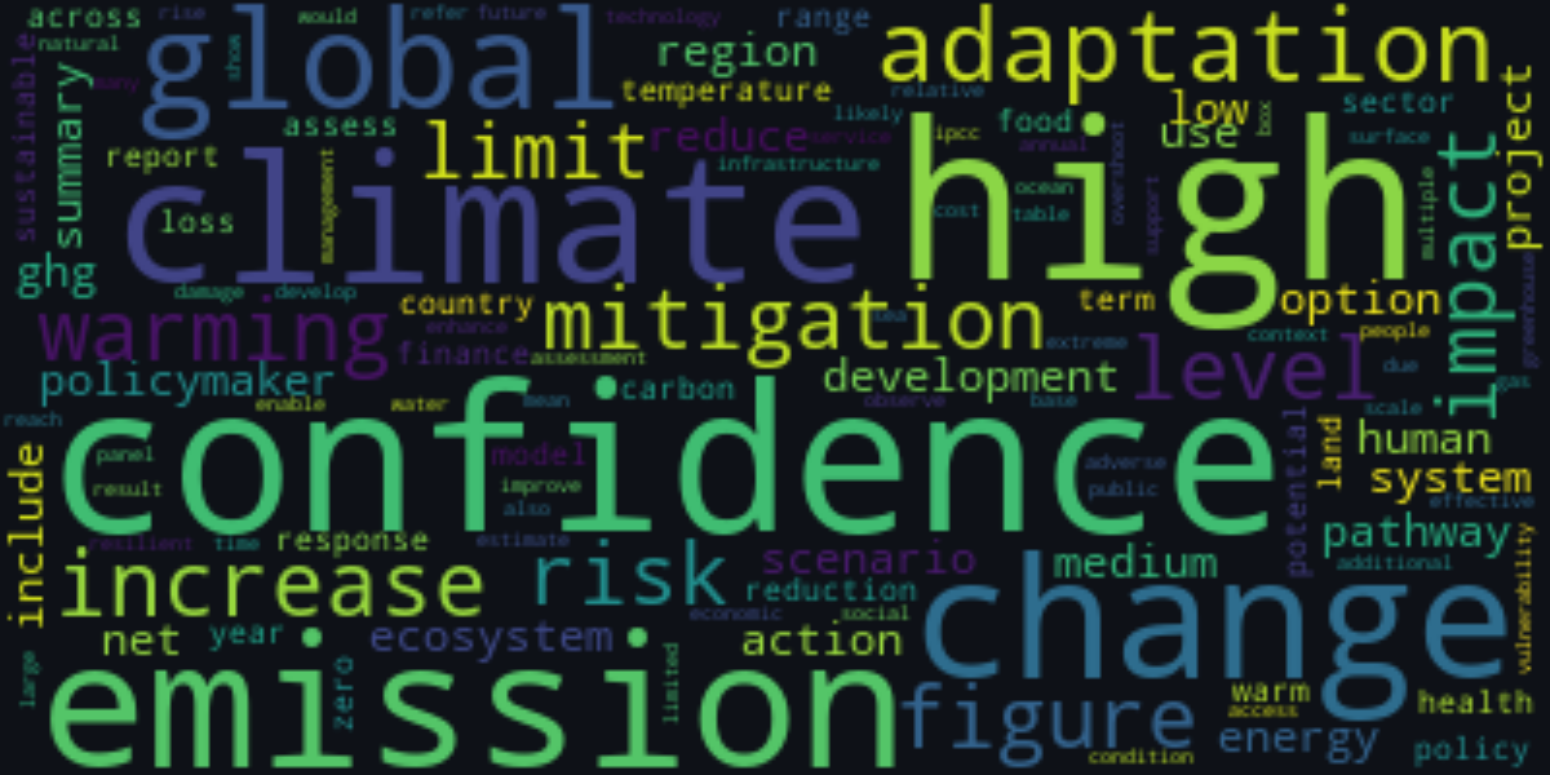 across
rise
would
refer
future
technology
range
adaptation
natural
global
show
region
many
temperature
relative
low
sector
project
sustainable
summary
assess
limit
reduce
service
likely
ipcc
food
annual
use
box
surface
report
infrastructure
high
climate
loss
management
cost
ocean
table
overshoot
support
multiple
impact
ghg
damage
develop
country
mitigation
term
option
warming
enhance
finance
assessment
extreme
context
people
greenhouse
policymaker
carbon
development
level
due
gas
enable
water
mean
observe
base
scale
reach
confidence
include
panel
result
model
improve
also
adverse
public
potential
land
human
system
effective
resilient
time
response
estimate
scenario
medium
pathway
additional
increase
risk
reduction
economic
social
change
vulnerability
net
year
ecosystem
action
large
zero
limited
emission
figure
warm
access
health
energy
condition
policy